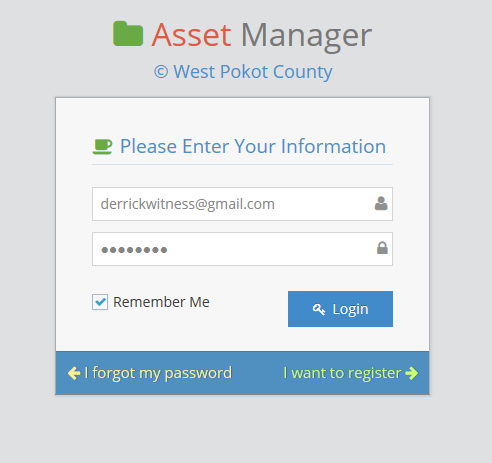 Asset Manager
© West Pokot County
Please Enter Your Information
derrickwitness@gmail.com
●●●●●●●●
Remember Me
Login
I forgot my password
I want to register